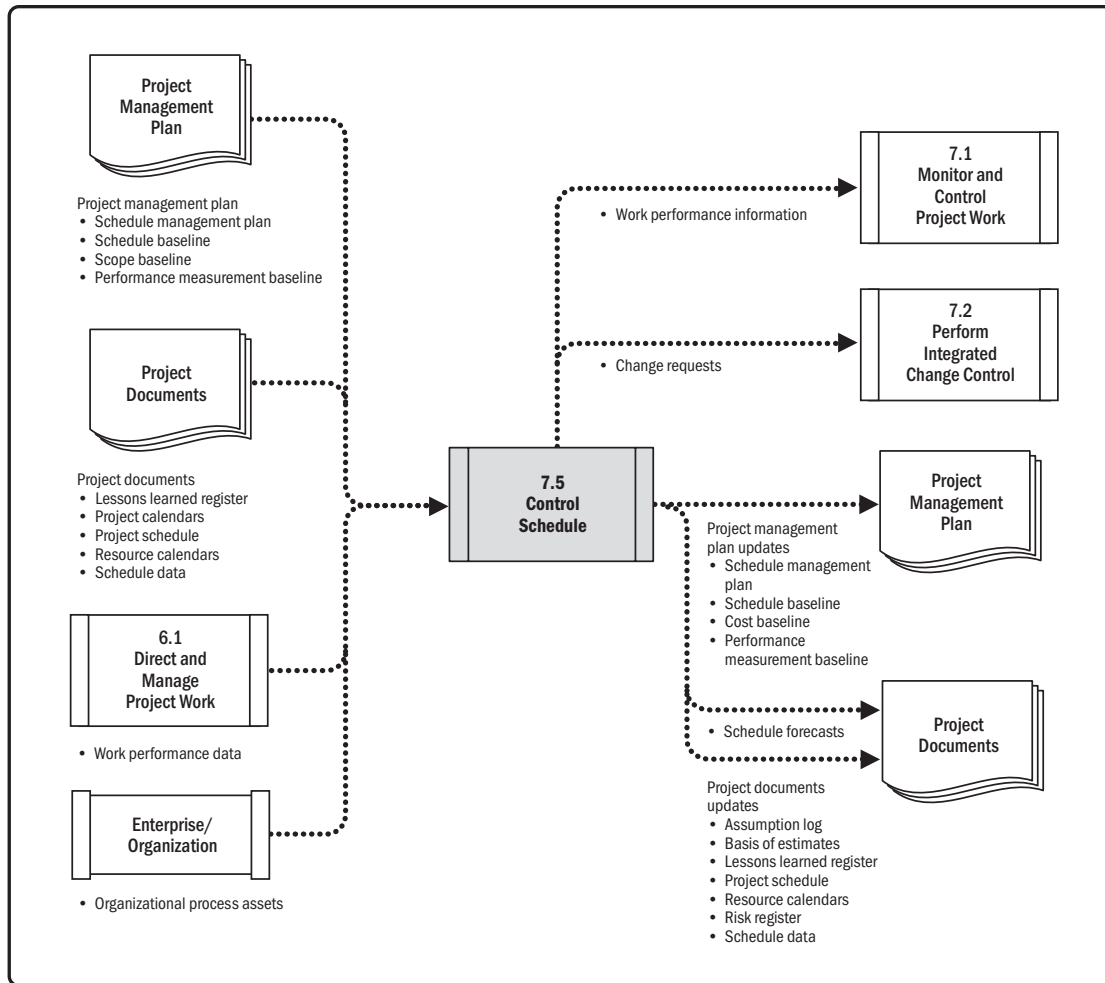 Project
Management
Plan
Project management plan
• Schedule management plan
• Schedule baseline
• Scope baseline
• Performance measurement baseline
Project
Documents
Project documents
• Lessons learned register
• Project calendars
• Project schedule
• Resource calendars
• Schedule data
6.1
Direct and
Manage
Project Work
• Work performance data
Enterprise/
Organization
• Organizational process assets
7.5
Control
Schedule
• Work performance information
7.1
Monitor and
Control
Project Work
• Change requests
7.2
Perform
Integrated
Change Control
Project
Management
Plan
Project management
plan updates
• Schedule management
plan
• Schedule baseline
• Cost baseline
• Performance
measurement baseline
• Schedule forecasts
Project
Documents
Project documents
updates
• Assumption log
• Basis of estimates
• Lessons learned register
• Project schedule
• Resource calendars
• Risk register
• Schedule data